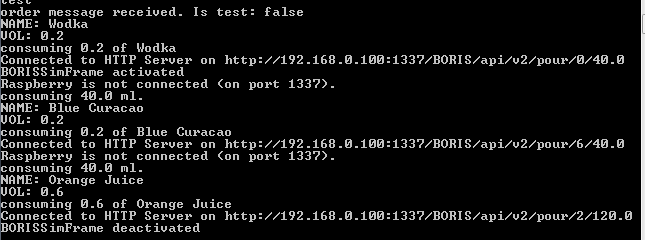 test
order message received. Is test: false
NAME: Wodka
VOL: 0.2
consuming 0.2 of Wodka
Connected to HTTP Server on http://192.168.0.100:1337/BORIS/api/v2/pour/0/40.0
BORISSimFrame activated
Raspberry is not connected (on port 1337).
consuming 40.0 ml.
NAME: Blue Curacao
VOL: 0.2
consuming 0.2 of Blue Curacao
Connected to HTTP Server on http://192.168.0.100:1337/BORIS/api/v2/pour/6/40.0
Raspberry is not connected (on port 1337).
consuming 40.0 ml.
NAME: Orange Juice
VOL: 0.6
consuming 0.6 of Orange Juice
Connected to HTTP Server on http://192.168.0.100:1337/BORIS/api/v2/pour/2/120.0
BORISSimFrame deactivated